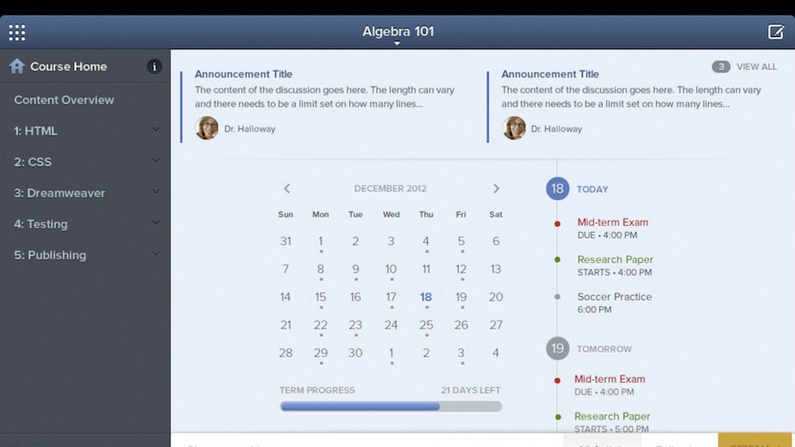 Algebra 101
Course Home
i
Content Overview
1: HTML
2: CSS
3: Dreamweaver
4: Testing
5: Publishing
3 VIEW ALL
Announcement Title
The content of the discussion goes here. The length can vary
and there needs to be a limit set on how many lines...
Dr. Halloway
Announcement Title
The content of the discussion goes here. The length can vary
and there needs to be a limit set on how many lines...
Dr. Halloway
DECEMBER 2012
Sun Mon Tue Wed Thu Fri Sat
31 1 2 3 4 5 6
7 8 9 10 11 12 13
14 15 16 17 18 19 20
21 22 23 24 25 26 27
28 29 30 1 2 3 4
TERM PROGRESS 21 DAYS LEFT
18 TODAY
Mid-term Exam
DUE • 4:00 PM
Research Paper
STARTS • 4:00 PM
Soccer Practice
6:00 PM
19 TOMORROW
Mid-term Exam
DUE • 4:00 PM
Research Paper
STARTS • 5:00 PM